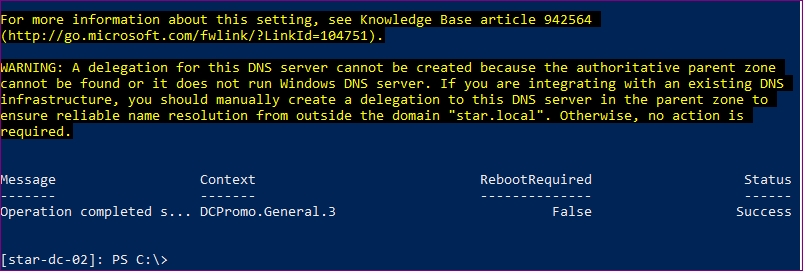 For more information about this setting, see Knowledge Base article 942564
(http://go.microsoft.com/fwlink/?LinkId=104751).
WARNING: A delegation for this DNS server cannot be created because the authoritative parent zone
cannot be found or it does not run Windows DNS server. If you are integrating with an existing DNS
infrastructure, you should manually create a delegation to this DNS server in the parent zone to
ensure reliable name resolution from outside the domain "star.local". Otherwise, no action is
required.
Message Context RebootRequired Status
------- ------- -------------- ------
Operation completed s... DCPromo.General.3 False Success
[star-dc-02]: PS C:\>